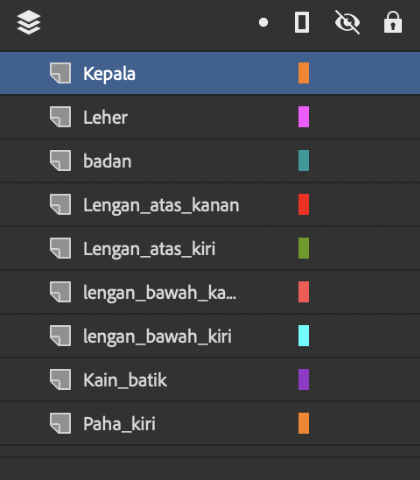 Kepala
Leher
badan
Lengan_atas_kanan
Lengan_atas_kiri
lengan_bawah_ka...
lengan_bawah_kiri
Kain_batik
Paha_kiri